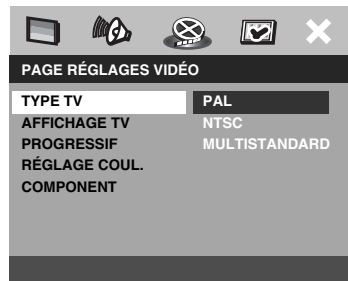 PAGE RÉGLAGES VIDÉO
TYPE TV PAL
AFFICHAGE TV NTSC
PROGRESSIF MULTISTANDARD
RÉGLAGE COUL.
COMPONENT